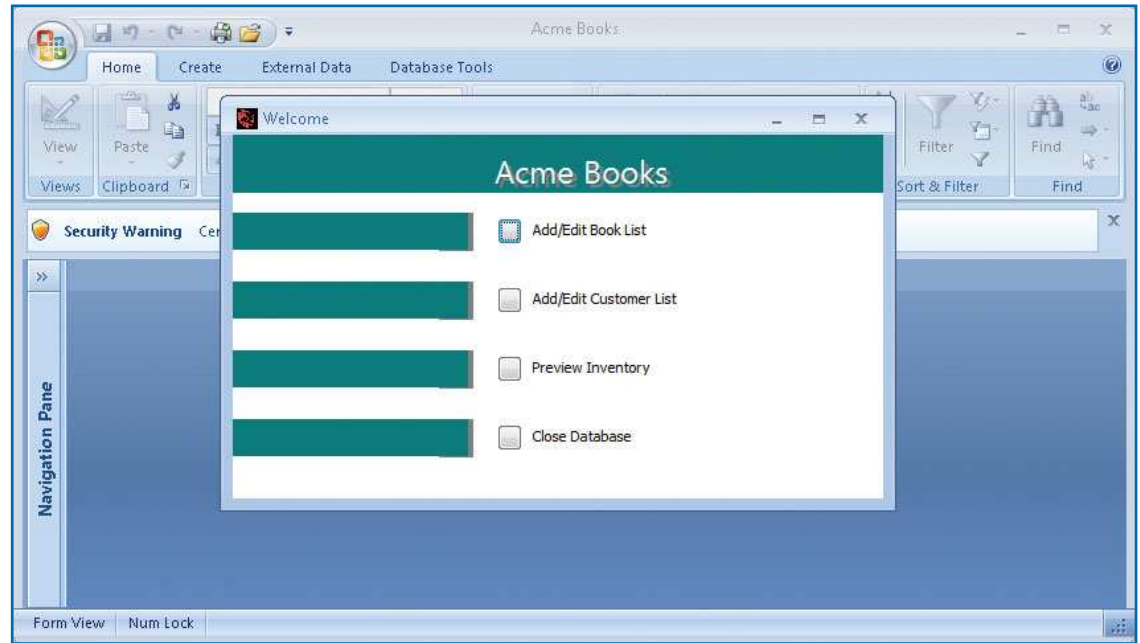 Acme Books
Home Create External Data Database Tools
View
Paste
Filter
Find
Views Clipboard Sort & Filter Find
Security Warning Cer
Welcome
Acme Books
Add/Edit Book List
Add/Edit Customer List
Preview Inventory
Close Database
Navigation Pane
Form View Num Lock